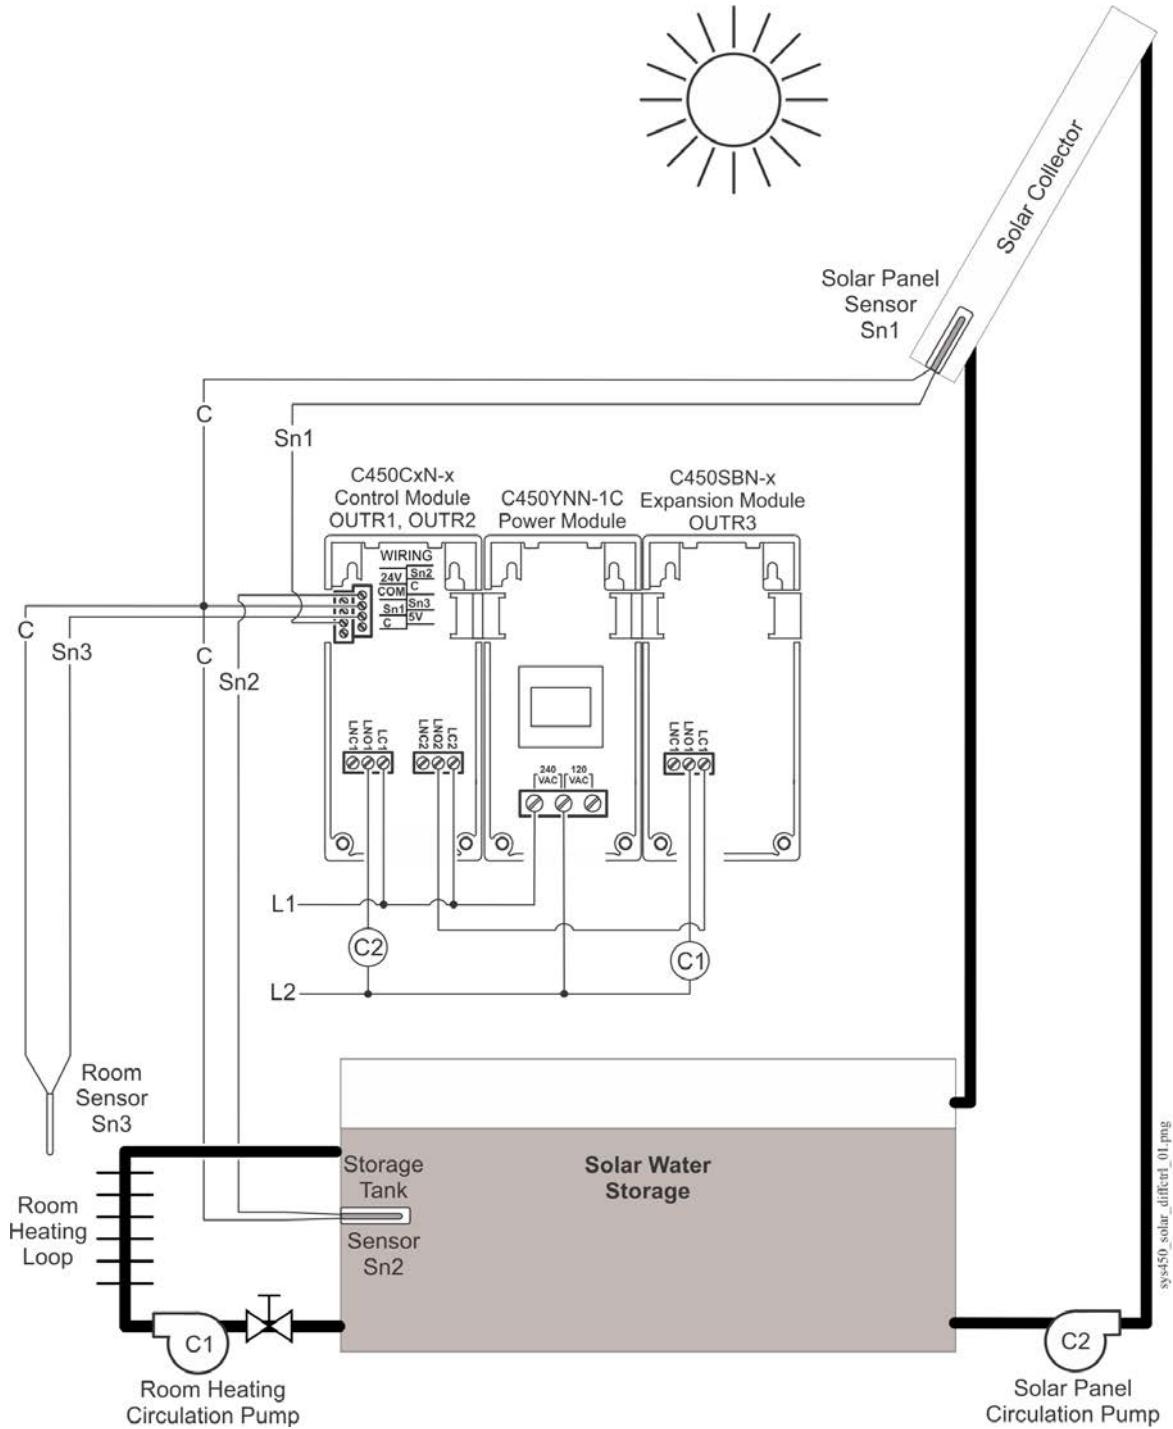 Solar Collector
Solar Panel
Sensor
Sn1
C
Sn1
C450CxN-x
Control Module
OUTR1, OUTR2
C450YNN-1C
Power Module
C450SBN-x
Expansion Module
OUTR3
WIRING
24V
COM
Sn1
C
Sn2
C
Sn3
5V
C
Sn3
C
Sn2
LNC1
LNO1
LC1
LNC2
LNO2
LC2
240
VAC
120
VAC
LNC1
LNO1
LC1
L1
C2
C1
L2
Room
Sensor
Sn3
Storage
Tank
Sensor
Sn2
Solar Water
Storage
Room
Heating
Loop
C1
Room Heating
Circulation Pump
C2
Solar Panel
Circulation Pump
sys450_solar_diffctrl_01.png